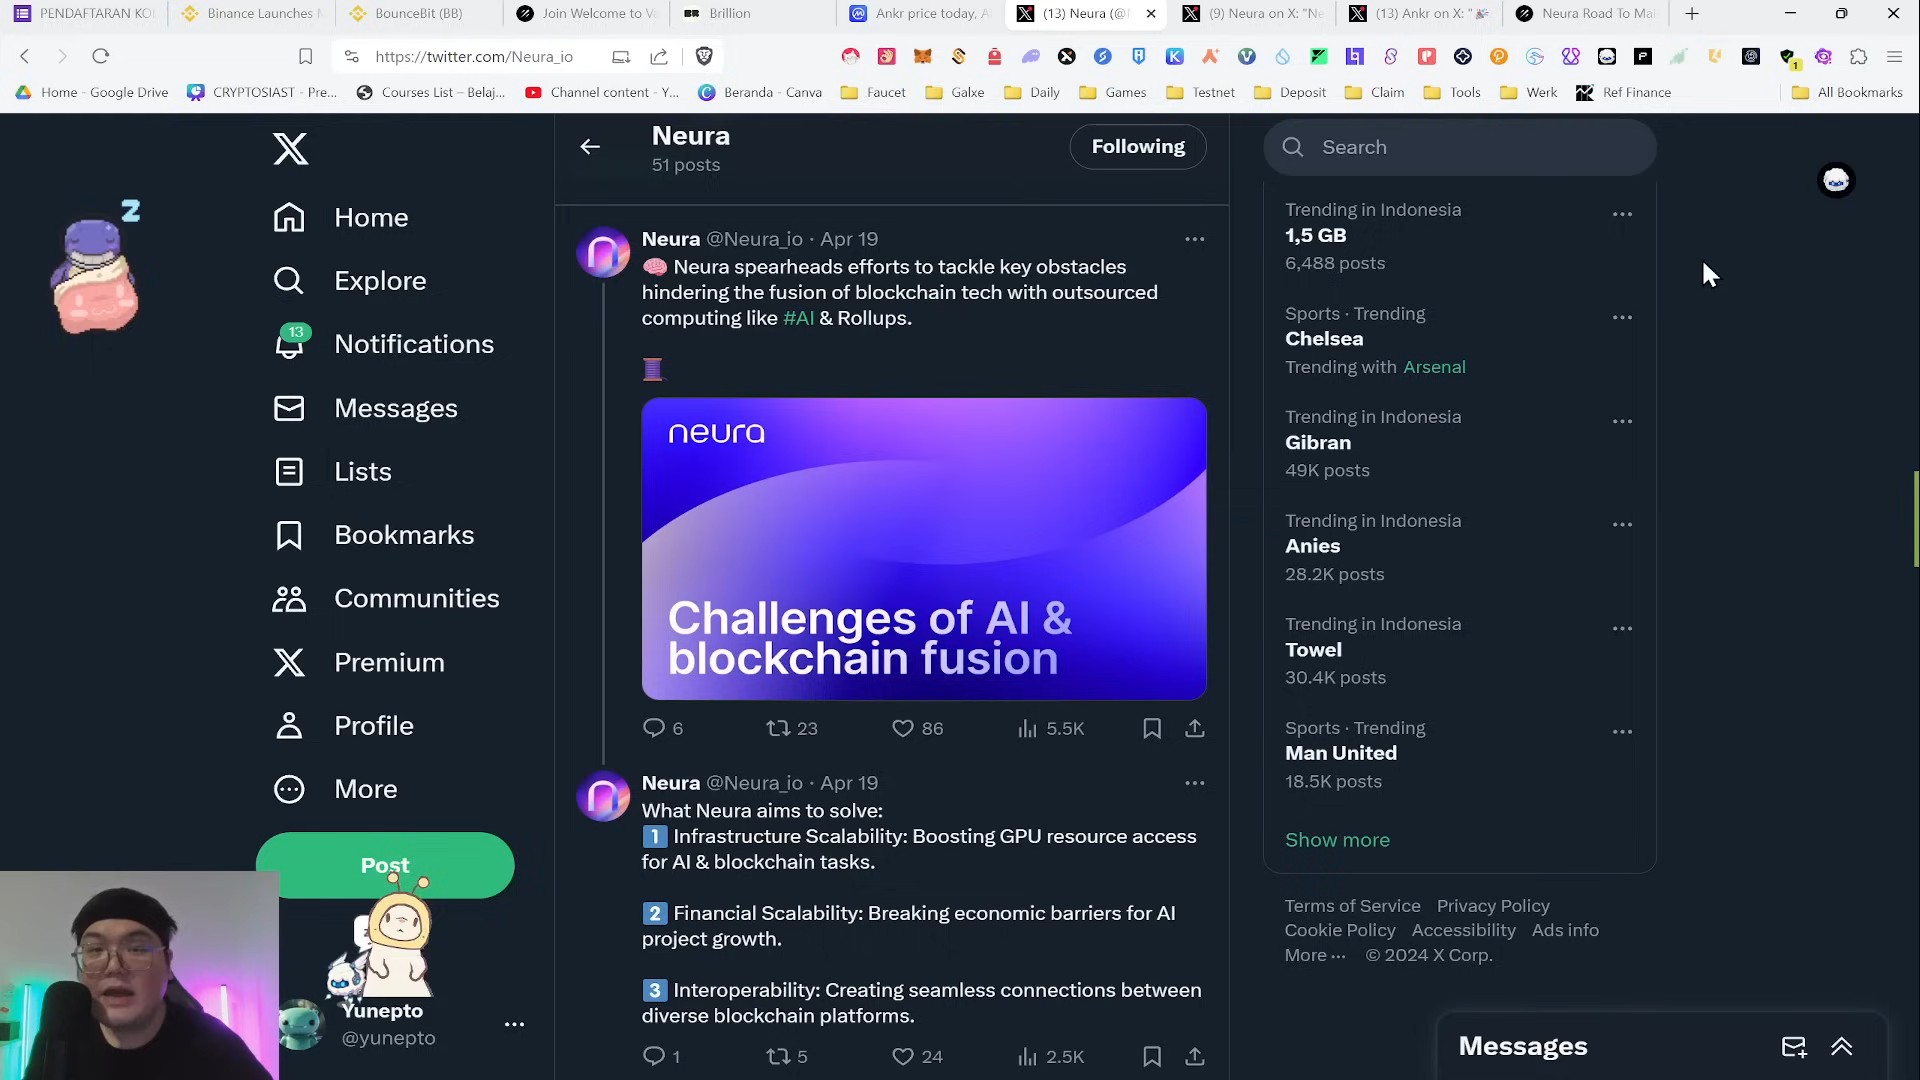 PENDAFTARAN KOL
Binance Launches
BounceBit (BB)
Join Welcome to V
Brillion
Ankr price today, A
(13) Neura (@
(9) Neura on X: "Ne
(13) Ankr on X: "🎉
Neura Road To Mai
https://twitter.com/Neura_io
1
Home - Google Drive
CRYPTOSIAST - Pre...
Courses List – Belaj...
Channel content - Y...
Beranda - Canva
Faucet
Galxe
Daily
Games
Testnet
Deposit
Claim
Tools
Werk
Ref Finance
All Bookmarks
Home
Explore
13
Notifications
Messages
Lists
Bookmarks
Communities
Premium
Profile
More
Post
Yunepto
@yunepto
Z
Neura
51 posts
Following
Neura @Neura_io · Apr 19
🧠 Neura spearheads efforts to tackle key obstacles
hindering the fusion of blockchain tech with outsourced
computing like #AI & Rollups.
🧵
neura
Challenges of AI &
blockchain fusion
6 23 86 5.5K
Neura @Neura_io · Apr 19
What Neura aims to solve:
1️⃣ Infrastructure Scalability: Boosting GPU resource access
for AI & blockchain tasks.
2️⃣ Financial Scalability: Breaking economic barriers for AI
project growth.
3️⃣ Interoperability: Creating seamless connections between
diverse blockchain platforms.
1 5 24 2.5K
Search
Trending in Indonesia
1,5 GB
6,488 posts
Sports · Trending
Chelsea
Trending with Arsenal
Trending in Indonesia
Gibran
49K posts
Trending in Indonesia
Anies
28.2K posts
Trending in Indonesia
Towel
30.4K posts
Sports · Trending
Man United
18.5K posts
Show more
Terms of Service Privacy Policy
Cookie Policy Accessibility Ads info
More ··· © 2024 X Corp.
Messages